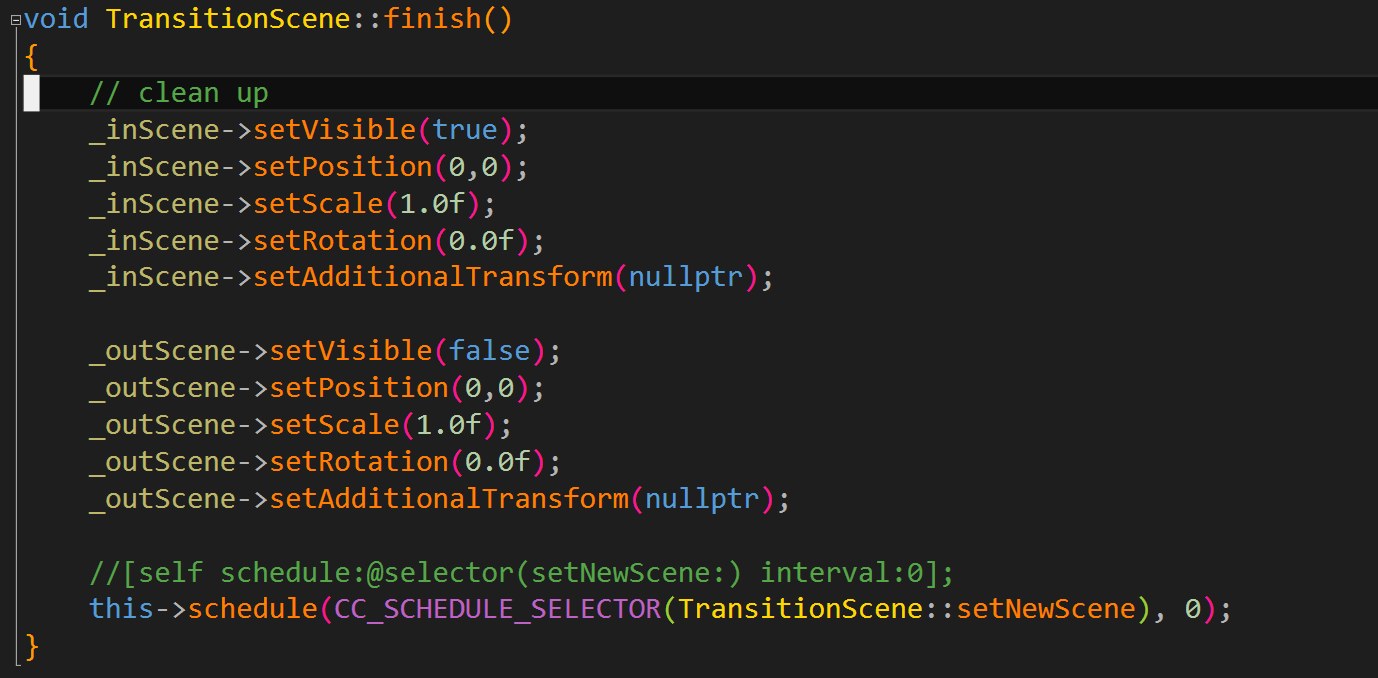 void TransitionScene::finish()
{
    // clean up
    _inScene->setVisible(true);
    _inScene->setPosition(0,0);
    _inScene->setScale(1.0f);
    _inScene->setRotation(0.0f);
    _inScene->setAdditionalTransform(nullptr);

    _outScene->setVisible(false);
    _outScene->setPosition(0,0);
    _outScene->setScale(1.0f);
    _outScene->setRotation(0.0f);
    _outScene->setAdditionalTransform(nullptr);

    //[self schedule:@selector(setNewScene:) interval:0];
    this->schedule(CC_SCHEDULE_SELECTOR(TransitionScene::setNewScene), 0);
}